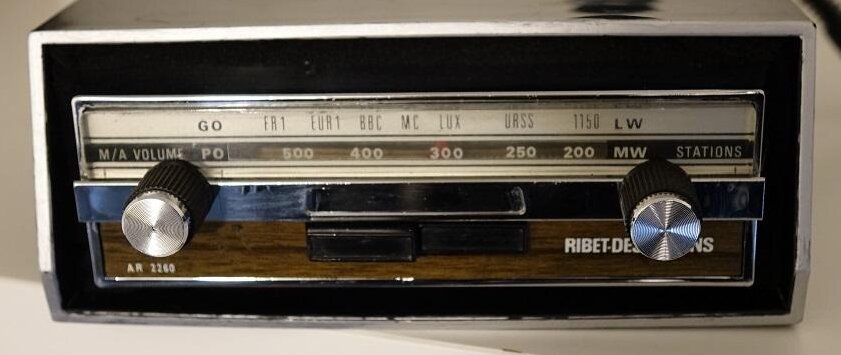 GO FR1 EUR1 BBC MC LUX URSS 1150 LW
M/A VOLUME PO 500 400 300 250 200 MW STATIONS
AR 2260